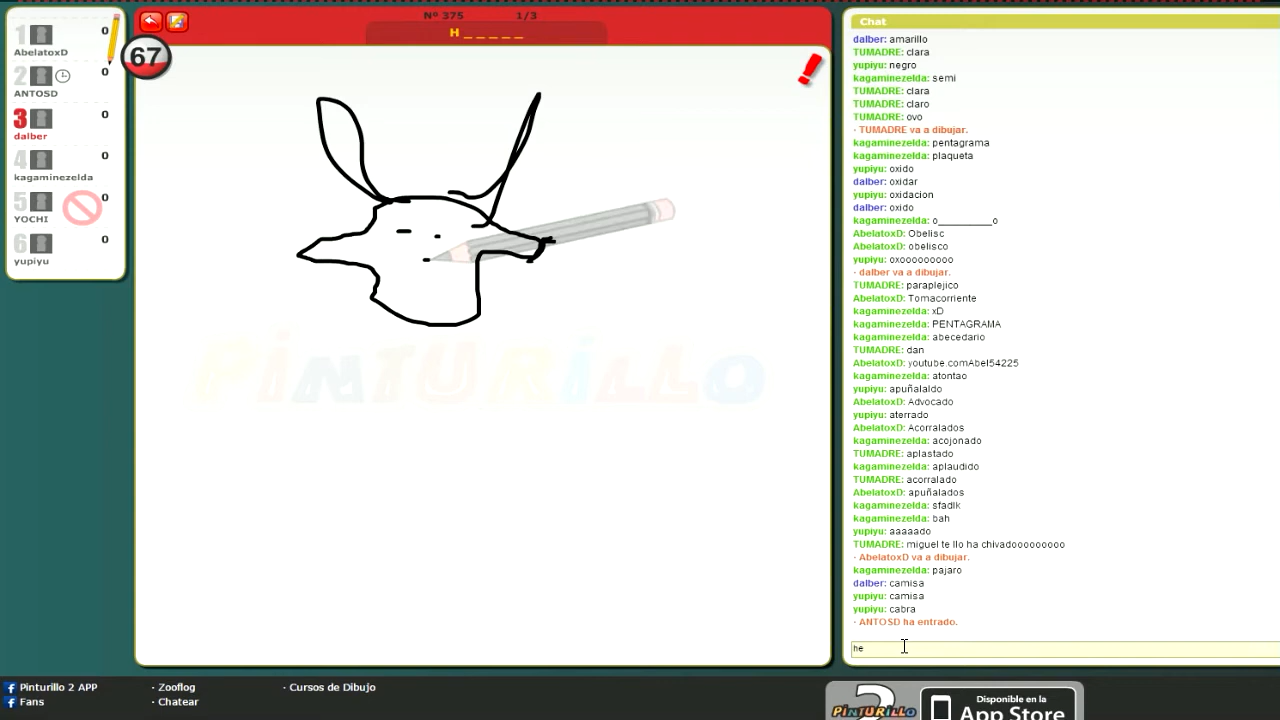 1 0
AbelatoxD
2 0
ANTOSD
3 0
dalber
4 0
kagaminezelda
5 0
YOCHI
6 0
yupiyu
67
Nº 375 1/3
H _ _ _ _ _
iNTURiLLO
Chat
dalber: amarillo
TUMADRE: clara
yupiyu: negro
kagaminezelda: semi
TUMADRE: clara
TUMADRE: claro
TUMADRE: ovo
· TUMADRE va a dibujar.
kagaminezelda: pentagrama
kagaminezelda: plaqueta
yupiyu: oxido
dalber: oxidar
yupiyu: oxidacion
dalber: oxido
kagaminezelda: o__________o
AbelatoxD: Obelisc
AbelatoxD: obelisco
yupiyu: oxooooooooo
· dalber va a dibujar.
TUMADRE: paraplejico
AbelatoxD: Tomacorriente
kagaminezelda: xD
kagaminezelda: PENTAGRAMA
kagaminezelda: abecedario
TUMADRE: dan
AbelatoxD: youtube.comAbel54225
kagaminezelda: atontao
yupiyu: apuñalaldo
AbelatoxD: Advocado
yupiyu: aterrado
AbelatoxD: Acorralados
kagaminezelda: acojonado
TUMADRE: aplastado
kagaminezelda: aplaudido
TUMADRE: acorralado
AbelatoxD: apuñalados
kagaminezelda: sfadlk
kagaminezelda: bah
yupiyu: aaaaado
TUMADRE: miguel te llo ha chivadooooooooo
· AbelatoxD va a dibujar.
kagaminezelda: pajaro
dalber: camisa
yupiyu: camisa
yupiyu: cabra
· ANTOSD ha entrado.
he
Pinturillo 2 APP
Fans
· Zooflog
· Chatear
· Cursos de Dibujo
PiNTURiLLO 2
Disponible en la
App Store